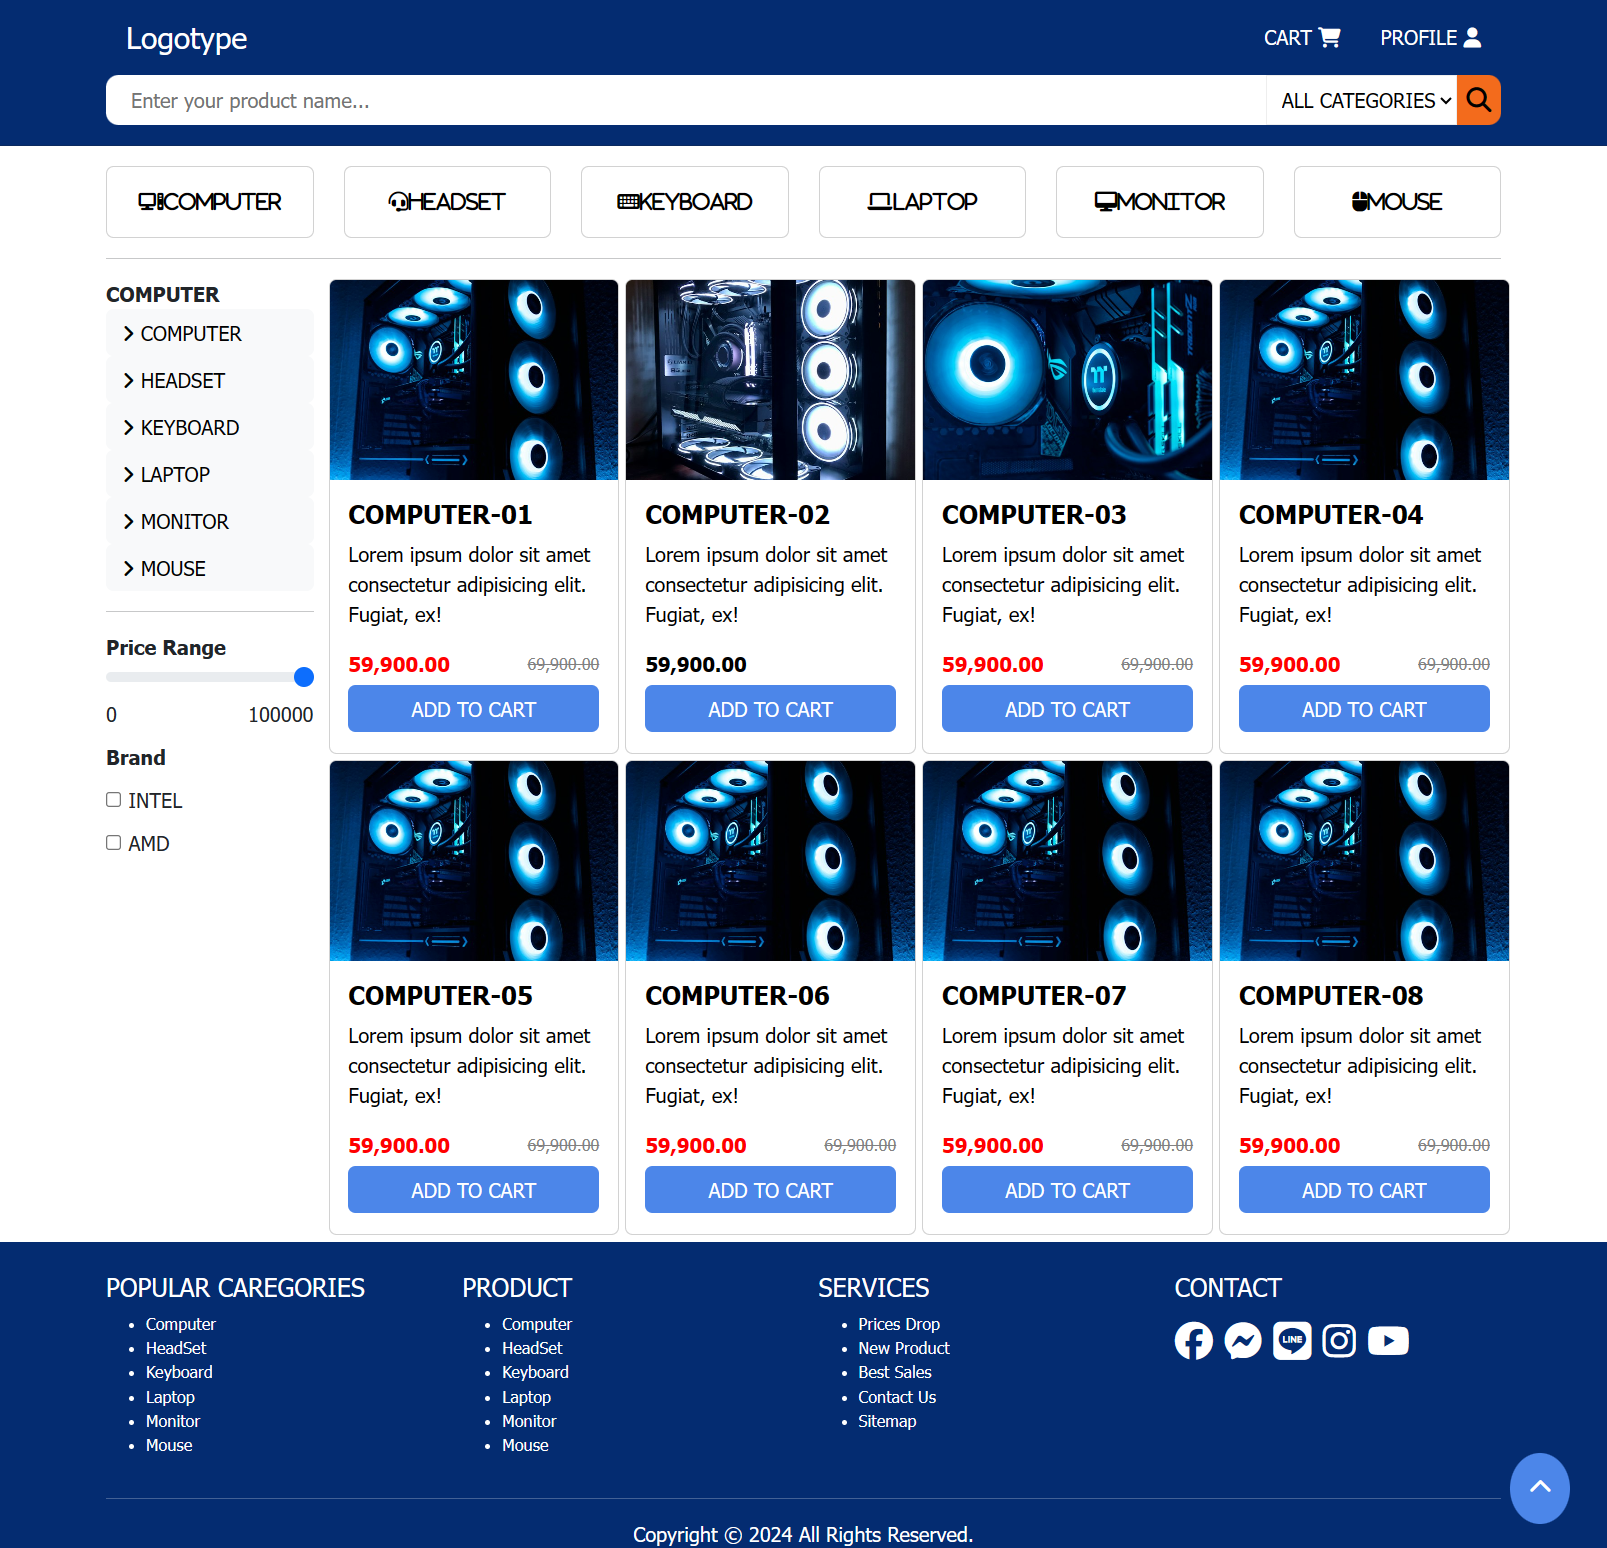 Logotype
CART
PROFILE
Enter your product name...
ALL CATEGORIES
COMPUTER
HEADSET
KEYBOARD
LAPTOP
MONITOR
MOUSE
COMPUTER
COMPUTER
HEADSET
KEYBOARD
LAPTOP
MONITOR
MOUSE
Price Range
0 100000
Brand
INTEL
AMD
COMPUTER-01
Lorem ipsum dolor sit amet
consectetur adipisicing elit.
Fugiat, ex!
59,900.00 69,900.00
ADD TO CART
COMPUTER-02
Lorem ipsum dolor sit amet
consectetur adipisicing elit.
Fugiat, ex!
59,900.00
ADD TO CART
COMPUTER-03
Lorem ipsum dolor sit amet
consectetur adipisicing elit.
Fugiat, ex!
59,900.00 69,900.00
ADD TO CART
COMPUTER-04
Lorem ipsum dolor sit amet
consectetur adipisicing elit.
Fugiat, ex!
59,900.00 69,900.00
ADD TO CART
COMPUTER-05
Lorem ipsum dolor sit amet
consectetur adipisicing elit.
Fugiat, ex!
59,900.00 69,900.00
ADD TO CART
COMPUTER-06
Lorem ipsum dolor sit amet
consectetur adipisicing elit.
Fugiat, ex!
59,900.00 69,900.00
ADD TO CART
COMPUTER-07
Lorem ipsum dolor sit amet
consectetur adipisicing elit.
Fugiat, ex!
59,900.00 69,900.00
ADD TO CART
COMPUTER-08
Lorem ipsum dolor sit amet
consectetur adipisicing elit.
Fugiat, ex!
59,900.00 69,900.00
ADD TO CART
POPULAR CAREGORIES
Computer
HeadSet
Keyboard
Laptop
Monitor
Mouse
PRODUCT
Computer
HeadSet
Keyboard
Laptop
Monitor
Mouse
SERVICES
Prices Drop
New Product
Best Sales
Contact Us
Sitemap
CONTACT
LINE
Copyright © 2024 All Rights Reserved.